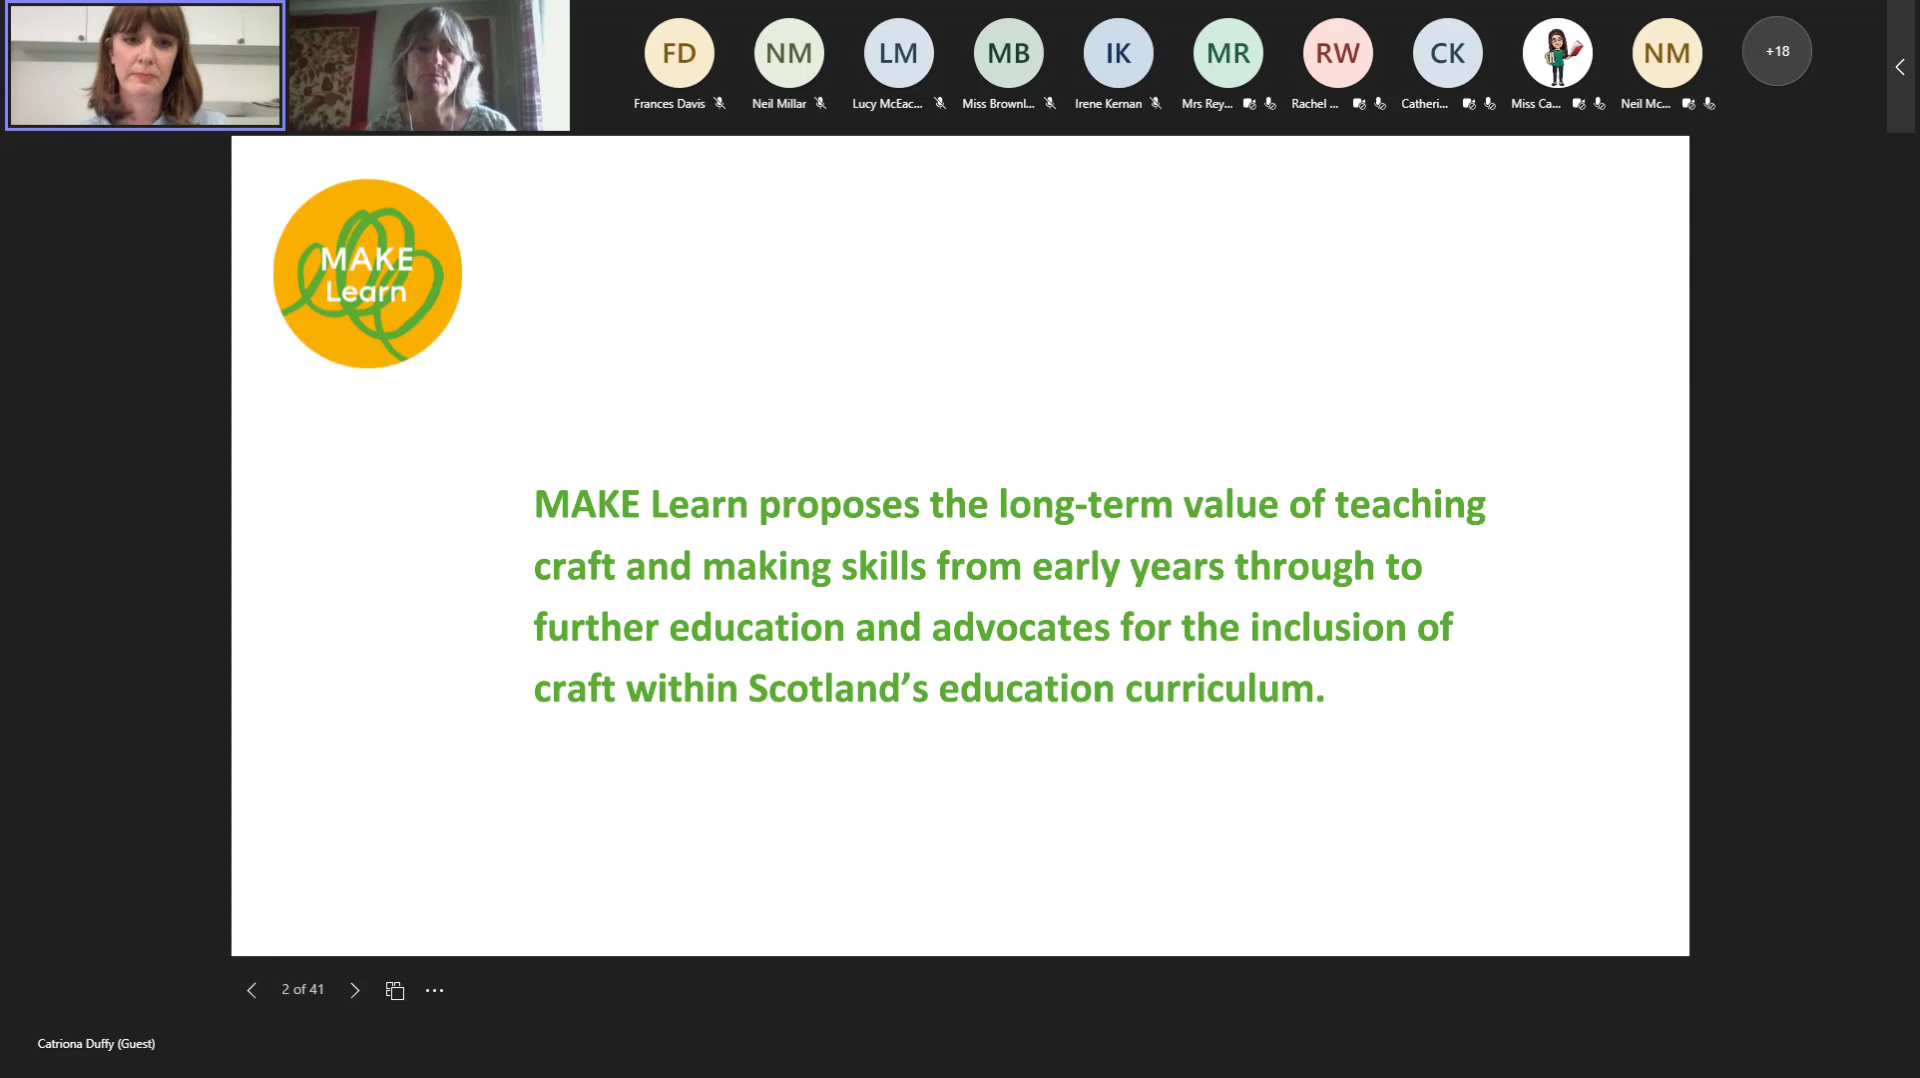 FD
NM
LM
MB
IK
MR
RW
CK
NM
+18
Frances Davis
Neil Millar
Lucy McEac...
Miss Brownl...
Irene Kernan
Mrs Rey...
Rachel ...
Catheri...
Miss Ca...
Neil Mc...
MAKE
Learn
MAKE Learn proposes the long-term value of teaching
craft and making skills from early years through to
further education and advocates for the inclusion of
craft within Scotland’s education curriculum.
2 of 41
Catriona Duffy (Guest)